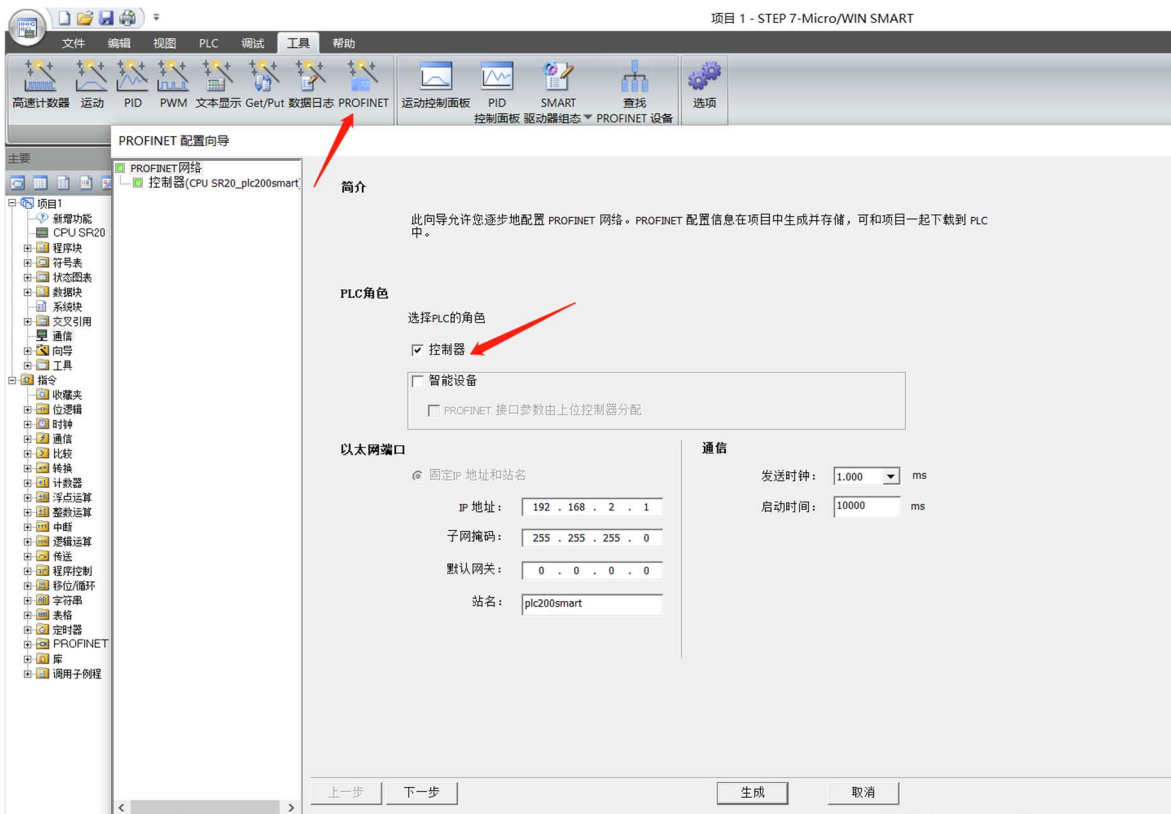 项目 1 - STEP 7-Micro/WIN SMART
文件 编辑 视图 PLC 调试 工具 帮助
高速计数器 运动 PID PWM 文本显示 Get/Put 数据日志 PROFINET 运动控制面板 PID SMART 查找 选项
控制面板 驱动器组态 PROFINET 设备
PROFINET 配置向导
主要
PROFINET网络
控制器(CPU SR20_plc200smart)
项目1
新增功能
CPU SR20
程序块
符号表
状态图表
数据块
系统块
交叉引用
通信
向导
工具
指令
收藏夹
位逻辑
时钟
通信
比较
转换
计数器
浮点运算
整数运算
中断
逻辑运算
传送
程序控制
移位/循环
字符串
表格
定时器
PROFINET
库
调用子例程
简介
此向导允许您逐步地配置 PROFINET 网络。PROFINET 配置信息在项目中生成并存储，可和项目一起下载到 PLC
中。
PLC角色
选择PLC的角色
控制器
智能设备
PROFINET 接口参数由上位控制器分配
以太网端口
固定IP 地址和站名
IP 地址： 192 . 168 . 2 . 1
子网掩码： 255 . 255 . 255 . 0
默认网关： 0 . 0 . 0 . 0
站名： plc200smart
通信
发送时钟： 1.000 ms
启动时间： 10000 ms
上一步 下一步 生成 取消